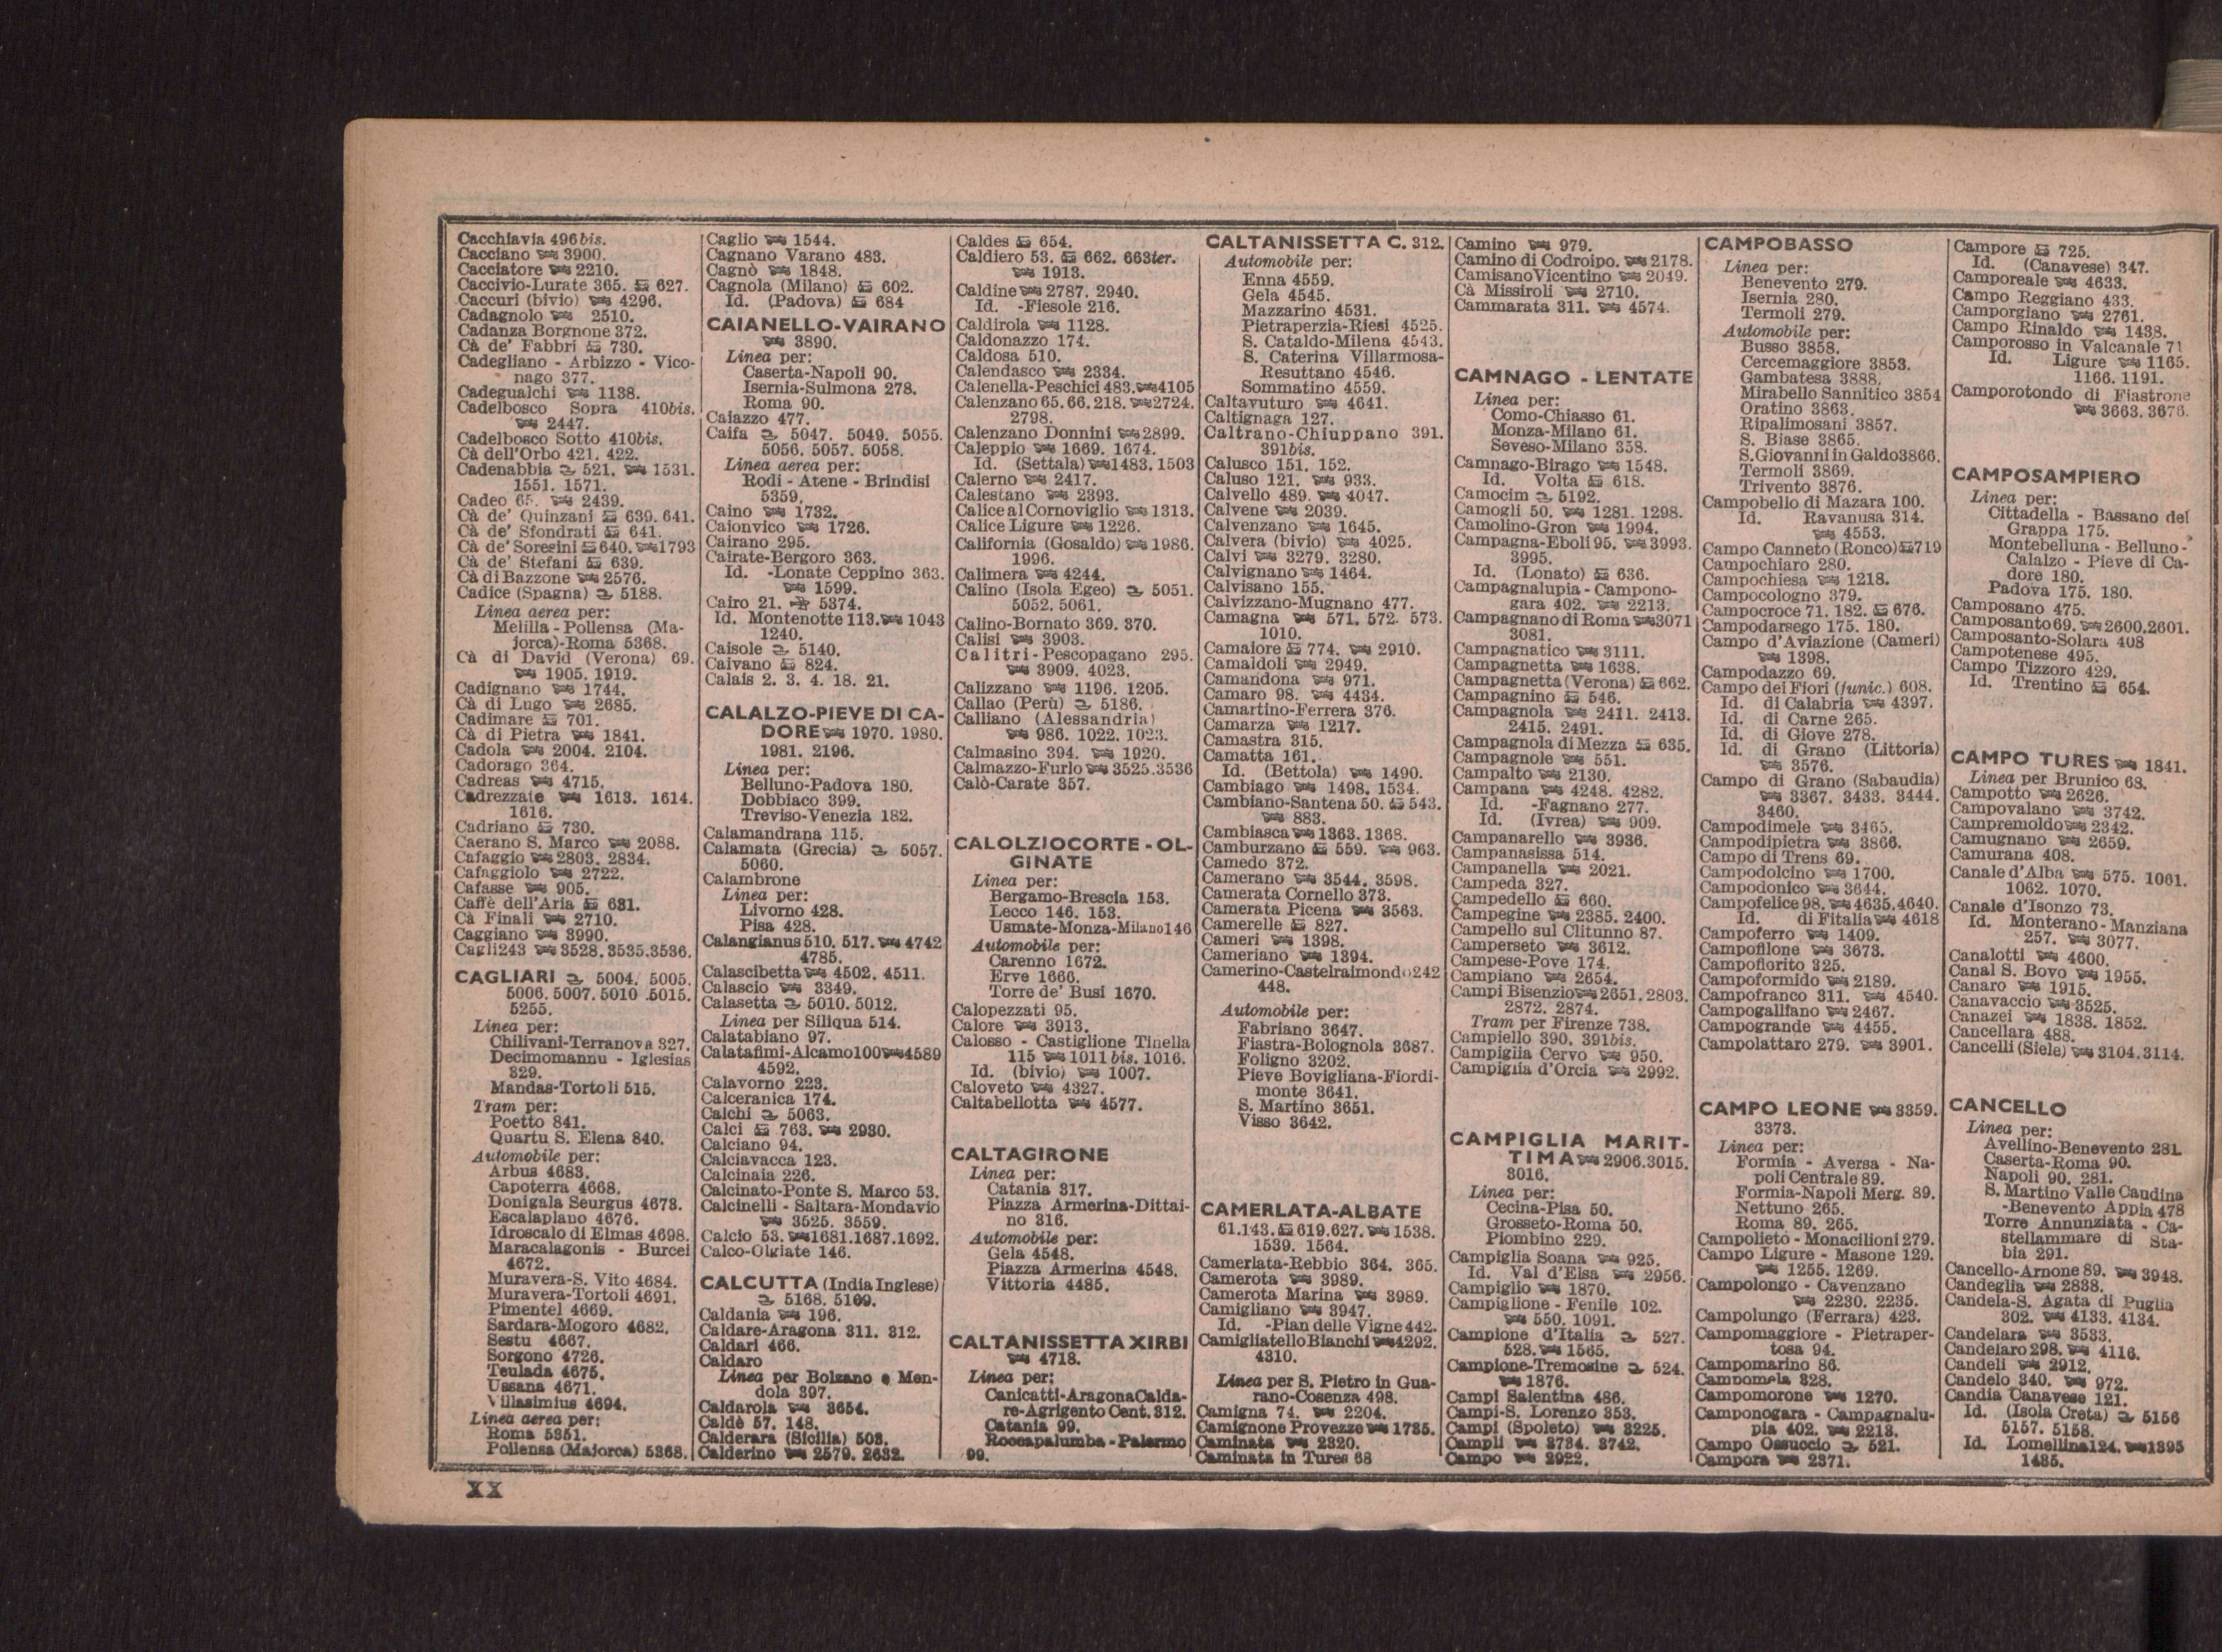 Cacchiavia 496bis.
Cacciano 3900.
Cacciatore 2210.
Caccivio-Lurate 365. 627.
Caccuri (bivio) 4296.
Cadagnolo 2510.
Cadanza Borgnone 372.
Cà de' Fabbri 730.
Cadegliano - Arbizzo - Vico-
nago 377.
Cadegualchi 1138.
Cadelbosco Sopra 410bis.
2447.
Cadelbosco Sotto 410bis.
Cà dell'Orbo 421. 422.
Cadenabbia 521. 1531.
1551. 1571.
Cadeo 65. 2439.
Cà de' Quinzani 639. 641.
Cà de' Sfondrati 641.
Cà de' Soresini 640. 1793
Cà de' Stefani 639.
Cà di Bazzone 2576.
Cadice (Spagna) 5188.
Linea aerea per:
Melilla - Pollensa (Ma-
jorca)-Roma 5368.
Cà di David (Verona) 69.
1905. 1919.
Cadignano 1744.
Cà di Lugo 2685.
Cadimare 701.
Cà di Pietra 1841.
Cadola 2004. 2104.
Cadorago 364.
Cadreas 4715.
Cadrezzate 1613. 1614.
1616.
Cadriano 730.
Caerano S. Marco 2088.
Cafaggio 2803. 2834.
Cafaggiolo 2722.
Cafasse 905.
Caffè dell'Aria 681.
Cà Finali 2710.
Caggiano 3990.
Cagli 243 3528. 3535.3536.
CAGLIARI 5004. 5005.
5006. 5007. 5010 .5015.
5255.
Linea per:
Chilivani-Terranova 327.
Decimomannu - Iglesias
329.
Mandas-Tortoli 515.
Tram per:
Poetto 841.
Quartu S. Elena 840.
Automobile per:
Arbus 4683.
Capoterra 4668.
Donigala Seurgus 4678.
Escalaplano 4676.
Idroscalo di Elmas 4698.
Maracalagonis - Burcei
4672.
Muravera-S. Vito 4684.
Muravera-Tortoli 4691.
Pimentel 4669.
Sardara-Mogoro 4682.
Sestu 4667.
Sorgono 4726.
Teulada 4675.
Ussana 4671.
Villasimius 4694.
Linea aerea per:
Roma 5351.
Pollensa (Majorca) 5368.
Caglio 1544.
Cagnano Varano 483.
Cagnò 1848.
Cagnola (Milano) 602.
Id. (Padova) 684
CAIANELLO-VAIRANO
3890.
Linea per:
Caserta-Napoli 90.
Isernia-Sulmona 278.
Roma 90.
Caiazzo 477.
Caifa 5047. 5049. 5055.
5056. 5057. 5058.
Linea aerea per:
Rodi - Atene - Brindisi
5359.
Caino 1732.
Caionvico 1726.
Cairano 295.
Cairate-Bergoro 363.
Id. -Lonate Ceppino 363.
1599.
Cairo 21. 5374.
Id. Montenotte 113. 1043
1240.
Caisole 5140.
Caivano 824.
Calais 2. 3. 4. 18. 21.
CALALZO-PIEVE DI CA-
DORE 1970. 1980.
1981. 2196.
Linea per:
Belluno-Padova 180.
Dobbiaco 399.
Treviso-Venezia 182.
Calamandrana 115.
Calamata (Grecia) 5057.
5060.
Calambrone
Linea per:
Livorno 428.
Pisa 428.
Calangianus 510. 517. 4742
4785.
Calascibetta 4502. 4511.
Calascio 3349.
Calasetta 5010. 5012.
Linea per Siliqua 514.
Calatabiano 97.
Calatafimi-Alcamo 100 4589
4592.
Calavorno 223.
Calceranica 174.
Calchi 5063.
Calci 763. 2930.
Calciano 94.
Calciavacca 123.
Calcinaia 226.
Calcinato-Ponte S. Marco 53.
Calcinelli - Saltara-Mondavio
3525. 3559.
Calcio 53. 1681.1687.1692.
Calco-Olgiate 146.
CALCUTTA (India Inglese)
5168. 5169.
Caldania 196.
Caldare-Aragona 311. 312.
Caldari 466.
Caldaro
Linea per Bolzano e Men-
dola 397.
Caldarola 3654.
Caldè 57. 148.
Calderara (Sicilia) 503.
Calderino 2579. 2632.
Caldes 654.
Caldiero 53. 662. 663ter.
1913.
Caldine 2787. 2940.
Id. -Fiesole 216.
Caldirola 1128.
Caldonazzo 174.
Caldosa 510.
Calendasco 2334.
Calenella-Peschici 483. 4105
Calenzano 65. 66. 218. 2724.
2798.
Calenzano Donnini 2899.
Caleppio 1669. 1674.
Id. (Settala) 1483. 1503
Calerno 2417.
Calestano 2393.
Calice al Cornoviglio 1313.
Calice Ligure 1226.
California (Gosaldo) 1986.
1996.
Calimera 4244.
Calino (Isola Egeo) 5051.
5052. 5061.
Calino-Bornato 369. 370.
Calisi 3903.
Calitri-Pescopagano 295.
3909. 4023.
Calizzano 1196. 1205.
Callao (Perù) 5186.
Calliano (Alessandria)
986. 1022. 1023.
Calmasino 394. 1920.
Calmazzo-Furlo 3525.3536
Calò-Carate 357.
CALOLZIOCORTE - OL-
GINATE
Linea per:
Bergamo-Brescia 153.
Lecco 146. 153.
Usmate-Monza-Milano 146
Automobile per:
Carenno 1672.
Erve 1666.
Torre de' Busi 1670.
Calopezzati 95.
Calore 3913.
Calosso - Castiglione Tinella
115 1011bis. 1016.
Id. (bivio) 1007.
Caloveto 4327.
Caltabellotta 4577.
CALTAGIRONE
Linea per:
Catania 317.
Piazza Armerina-Dittai-
no 316.
Automobile per:
Gela 4548.
Piazza Armerina 4548.
Vittoria 4485.
CALTANISSETTA XIRBI
4718.
Linea per:
Canicatti-Aragona Calda-
re-Agrigento Cent. 312.
Catania 99.
Roccapalumba - Palermo
99.
CALTANISSETTA C. 312.
Automobile per:
Enna 4559.
Gela 4545.
Mazzarino 4531.
Pietraperzia-Riesi 4525.
S. Cataldo-Milena 4543.
S. Caterina Villarmosa-
Resuttano 4546.
Sommatino 4559.
Caltavuturo 4641.
Caltignaga 127.
Caltrano-Chiuppano 391.
391bis.
Calusco 151. 152.
Caluso 121. 933.
Calvello 489. 4047.
Calvene 2039.
Calvenzano 1645.
Calvera (bivio) 4025.
Calvi 3279. 3280.
Calvignano 1464.
Calvisano 155.
Calvizzano-Mugnano 477.
Camagna 571. 572. 573.
1010.
Camaiore 774. 2910.
Camaldoli 2949.
Camandona 971.
Camaro 98. 4434.
Camartino-Ferrera 376.
Camarza 1217.
Camastra 315.
Camatta 161.
Id. (Bettola) 1490.
Cambiago 1498. 1534.
Cambiano-Santena 50. 543.
883.
Cambiasca 1363. 1368.
Camburzano 559. 963.
Camedo 372.
Camerano 3544. 3598.
Camerata Cornello 373.
Camerata Picena 3563.
Camerelle 827.
Cameri 1398.
Cameriano 1394.
Camerino-Castelraimondo 242
448.
Automobile per:
Fabriano 3647.
Fiastra-Bolognola 3687.
Foligno 3202.
Pieve Bovigliana-Fiordi-
monte 3641.
S. Martino 3651.
Visso 3642.
CAMERLATA-ALBATE
61.143. 619.627. 1538.
1539. 1564.
Camerlata-Rebbio 364. 365.
Camerota 3989.
Camerota Marina 3989.
Camigliano 3947.
Id. -Pian delle Vigne 442.
Camigliatello Bianchi 4292.
4310.
Linea per S. Pietro in Gua-
rano-Cosenza 498.
Camigna 74. 2204.
Camignone Provezze 1735.
Caminata 2320.
Caminata in Tures 68
Camino 979.
Camino di Codroipo. 2178.
Camisano Vicentino 2049.
Cà Missiroli 2710.
Cammarata 311. 4574.
CAMNAGO - LENTATE
Linea per:
Como-Chiasso 61.
Monza-Milano 61.
Seveso-Milano 358.
Camnago-Birago 1548.
Id. Volta 618.
Camocim 5192.
Camogli 50. 1281. 1298.
Camolino-Gron 1994.
Campagna-Eboli 95. 3993.
3995.
Id. (Lonato) 636.
Campagnalupia - Campono-
gara 402. 2213.
Campagnano di Roma 3071
3081.
Campagnatico 3111.
Campagnetta 1638.
Campagnetta (Verona) 662.
Campagnino 546.
Campagnola 2411. 2413.
2415. 2491.
Campagnola di Mezza 635.
Campagnole 551.
Campalto 2130.
Campana 4248. 4282.
Id. -Fagnano 277.
Id. (Ivrea) 909.
Campanarello 3936.
Campanasissa 514.
Campanella 2021.
Campeda 327.
Campedello 660.
Campegine 2385. 2400.
Campello sul Clitunno 87.
Camperseto 3612.
Campese-Pove 174.
Campiano 2654.
Campi Bisenzio 2651. 2803.
2872. 2874.
Tram per Firenze 738.
Campiello 390. 391bis.
Campiglia Cervo 950.
Campiglia d'Orcia 2992.
CAMPIGLIA MARIT-
TIMA 2906.3015.
3016.
Linea per:
Cecina-Pisa 50.
Grosseto-Roma 50.
Piombino 229.
Campiglia Soana 925.
Id. Val d'Elsa 2956.
Campiglio 1870.
Campiglione - Fenile 102.
550. 1091.
Campione d'Italia 527.
528. 1565.
Campione-Tremosine 524.
1876.
Campi Salentina 486.
Campi-S. Lorenzo 353.
Campi (Spoleto) 3225.
Campli 3734. 3742.
Campo 2922.
CAMPOBASSO
Linea per:
Benevento 279.
Isernia 280.
Termoli 279.
Automobile per:
Busso 3858.
Cercemaggiore 3853.
Gambatesa 3888.
Mirabello Sannitico 3854
Oratino 3863.
Ripalimosani 3857.
S. Biase 3865.
S.Giovanni in Galdo 3866.
Termoli 3869.
Trivento 3876.
Campobello di Mazara 100.
Id. Ravanusa 314.
4553.
Campo Canneto (Ronco) 719
Campochiaro 280.
Campochiesa 1218.
Campocologno 379.
Campocroce 71. 182. 676.
Campodarsego 175. 180.
Campo d'Aviazione (Cameri)
1398.
Campodazzo 69.
Campo dei Fiori (funic.) 608.
Id. di Calabria 4397.
Id. di Carne 265.
Id. di Giove 278.
Id. di Grano (Littoria)
3576.
Campo di Grano (Sabaudia)
3367. 3433. 3444.
3460.
Campodimele 3465.
Campodipietra 3866.
Campo di Trens 69.
Campodolcino 1700.
Campodonico 3644.
Campofelice 98. 4635.4640.
Id. di Fitalia 4618
Campoferro 1409.
Campofilone 3673.
Campofiorito 325.
Campoformido 2189.
Campofranco 311. 4540.
Campogalliano 2467.
Campogrande 4455.
Campolattaro 279. 3901.
CAMPO LEONE 3359.
3373.
Linea per:
Formia - Aversa - Na-
poli Centrale 89.
Formia-Napoli Merg. 89.
Nettuno 265.
Roma 89. 265.
Campolieto - Monacilioni 279.
Campo Ligure - Masone 129.
1255. 1269.
Campolongo - Cavenzano
2230. 2235.
Campolungo (Ferrara) 423.
Campomaggiore - Pietraper-
tosa 94.
Campomarino 86.
Campomela 328.
Campomorone 1270.
Camponogara - Campagnalu-
pia 402. 2213.
Campo Ossuccio 521.
Campora 2371.
Campore 725.
Id. (Canavese) 347.
Camporeale 4633.
Campo Reggiano 433.
Camporgiano 2761.
Campo Rinaldo 1438.
Camporosso in Valcanale 71
Id. Ligure 1165.
1166. 1191.
Camporotondo di Fiastrone
3663. 3676.
CAMPOSAMPIERO
Linea per:
Cittadella - Bassano del
Grappa 175.
Montebelluna - Belluno -
Calalzo - Pieve di Ca-
dore 180.
Padova 175. 180.
Camposano 475.
Camposanto 69. 2600.2601.
Camposanto-Solara 408
Campotenese 495.
Campo Tizzoro 429.
Id. Trentino 654.
CAMPO TURES 1841.
Linea per Brunico 68.
Campotto 2626.
Campovalano 3742.
Campremoldo 2342.
Camugnano 2659.
Camurana 408.
Canale d'Alba 575. 1061.
1062. 1070.
Canale d'Isonzo 73.
Id. Monterano-Manziana
257. 3077.
Canalotti 4600.
Canal S. Bovo 1955.
Canaro 1915.
Canavaccio 3525.
Canazei 1838. 1852.
Cancellara 488.
Cancelli (Siele) 3104.3114.
CANCELLO
Linea per:
Avellino-Benevento 281.
Caserta-Roma 90.
Napoli 90. 281.
S. Martino Valle Caudina
-Benevento Appia 478
Torre Annunziata - Ca-
stellammare di Sta-
bia 291.
Cancello-Arnone 89. 3948.
Candeglia 2838.
Candela-S. Agata di Puglia
302. 4133. 4134.
Candelara 3533.
Candelaro 298. 4116.
Candeli 2912.
Candelo 340. 972.
Candia Canavese 121.
Id. (Isola Creta) 5156
5157. 5158.
Id. Lomellina 124. 1395
1485.
XX